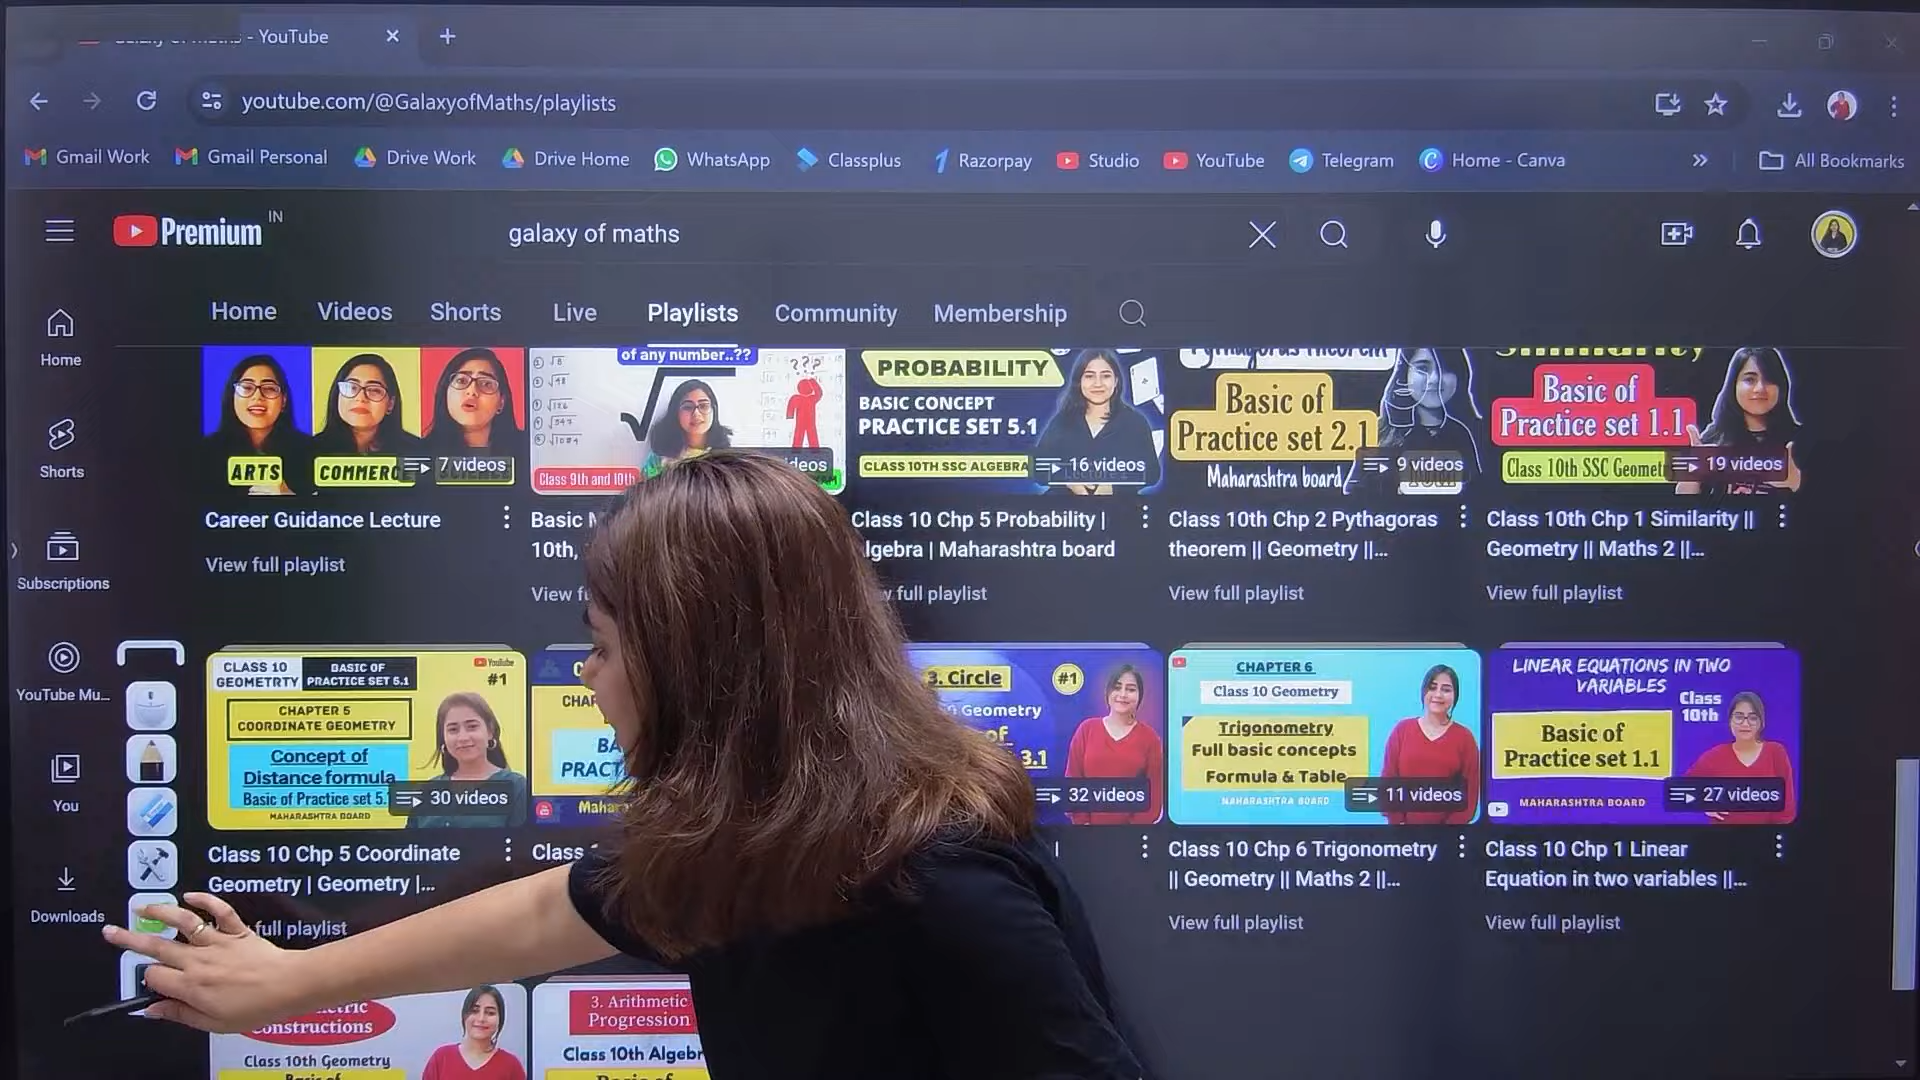 - YouTube
youtube.com/@GalaxyofMaths/playlists
Gmail Work
Gmail Personal
Drive Work
Drive Home
WhatsApp
Classplus
Razorpay
Studio
YouTube
Telegram
Home - Canva
All Bookmarks
Premium IN
galaxy of maths
Home Videos Shorts Live Playlists Community Membership
Home
Shorts
Subscriptions
YouTube Mu...
You
Downloads
ARTS
7 videos
Career Guidance Lecture
View full playlist
of any number..??
Class 9th and 10th
Basic
10th,
PROBABILITY
BASIC CONCEPT
PRACTICE SET 5.1
CLASS 10TH SSC ALGEBRA
16 videos
Class 10 Chp 5 Probability |
lgebra | Maharashtra board
full playlist
Basic of
Practice set 2.1
Maharashtra board
9 videos
Class 10th Chp 2 Pythagoras
theorem || Geometry ||...
View full playlist
Basic of
Practice set 1.1
Class 10th SSC Geomet
19 videos
Class 10th Chp 1 Similarity ||
Geometry || Maths 2 ||...
View full playlist
CLASS 10
GEOMETRTY
BASIC OF
PRACTICE SET 5.1
YouTube
#1
CHAPTER 5
COORDINATE GEOMETRY
Concept of
Distance formula
Basic of Practice set 5.
MAHARASHTRA BOARD
30 videos
Class 10 Chp 5 Coordinate
Geometry | Geometry |...
full playlist
3. Circle
#1
Geometry
of
3.1
32 videos
CHAPTER 6
Class 10 Geometry
Trigonometry
Full basic concepts
Formula & Table
MAHARASHTRA BOARD
11 videos
Class 10 Chp 6 Trigonometry
|| Geometry || Maths 2 ||...
View full playlist
LINEAR EQUATIONS IN TWO
VARIABLES
Class
10th
Basic of
Practice set 1.1
MAHARASHTRA BOARD
27 videos
Class 10 Chp 1 Linear
Equation in two variables ||...
View full playlist
onstructions
Class 10th Geometry
Basic of
3. Arithmetic
Progression
Class 10th Algebr
Basic of